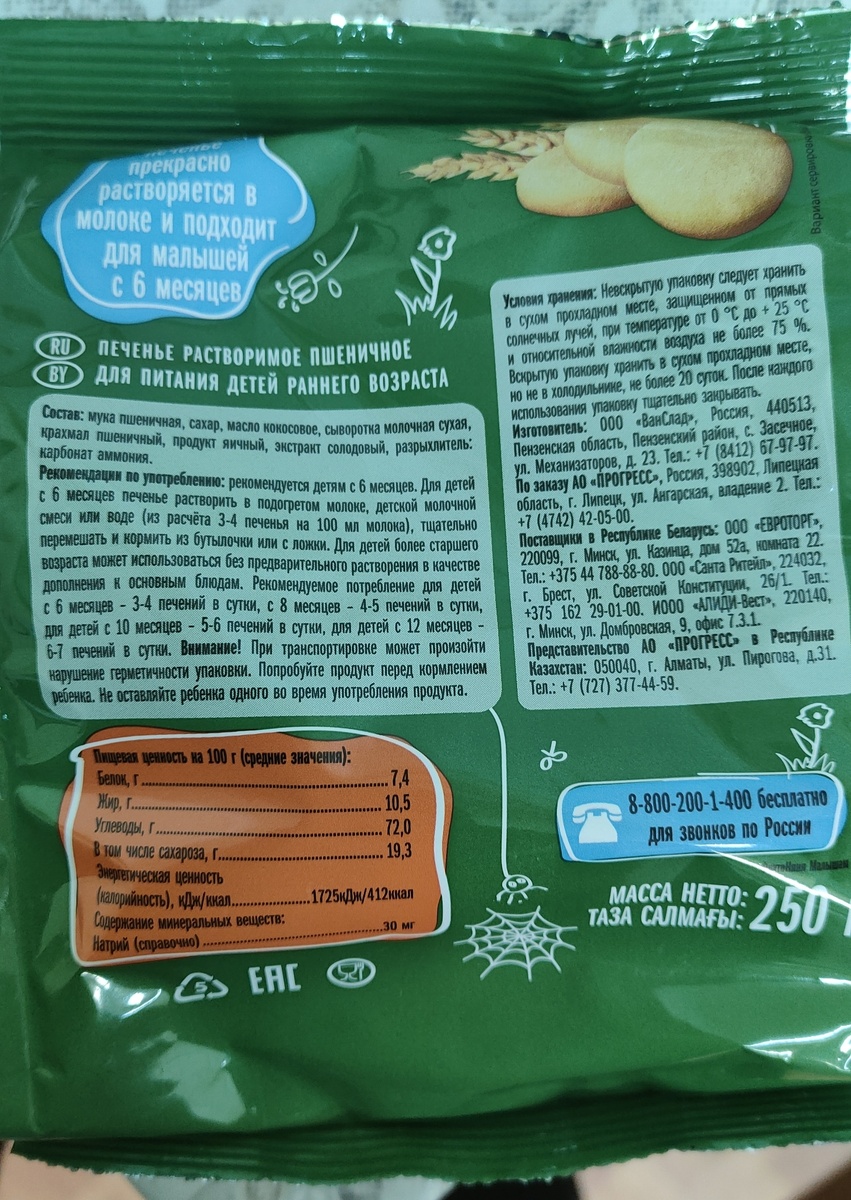 прекрасно
растворяется в
молоке и подходит
для малышей
с 6 месяцев
Вариант сервировки
RU ПЕЧЕНЬЕ РАСТВОРИМОЕ ПШЕНИЧНОЕ
BY ДЛЯ ПИТАНИЯ ДЕТЕЙ РАННЕГО ВОЗРАСТА
Состав: мука пшеничная, сахар, масло кокосовое, сыворотка молочная сухая,
крахмал пшеничный, продукт яичный, экстракт солодовый, разрыхлитель:
карбонат аммония.
Рекомендации по употреблению: рекомендуется детям с 6 месяцев. Для детей
с 6 месяцев печенье растворить в подогретом молоке, детской молочной
смеси или воде (из расчёта 3-4 печенья на 100 мл молока), тщательно
перемешать и кормить из бутылочки или с ложки. Для детей более старшего
возраста может использоваться без предварительного растворения в качестве
дополнения к основным блюдам. Рекомендуемое потребление для детей
с 6 месяцев - 3-4 печений в сутки, с 8 месяцев - 4-5 печений в сутки,
для детей с 10 месяцев - 5-6 печений в сутки, для детей с 12 месяцев -
6-7 печений в сутки. Внимание! При транспортировке может произойти
нарушение герметичности упаковки. Попробуйте продукт перед кормлением
ребенка. Не оставляйте ребенка одного во время употребления продукта.
Условия хранения: Невскрытую упаковку следует хранить
в сухом прохладном месте, защищенном от прямых
солнечных лучей, при температуре от 0 °С до + 25 °С
и относительной влажности воздуха не более 75 %.
Вскрытую упаковку хранить в сухом прохладном месте,
но не в холодильнике, не более 20 суток. После каждого
использования упаковку тщательно закрывать.
Изготовитель: ООО «ВанСлад», Россия, 440513,
Пензенская область, Пензенский район, с. Засечное,
ул. Механизаторов, д. 23. Тел.: +7 (8412) 67-97-97.
По заказу АО «ПРОГРЕСС», Россия, 398902, Липецкая
область, г. Липецк, ул. Ангарская, владение 2. Тел.:
+7 (4742) 42-05-00.
Поставщики в Республике Беларусь: ООО «ЕВРОТОРГ»,
220099, г. Минск, ул. Казинца, дом 52а, комната 22.
Тел.: +375 44 788-88-80. ООО «Санта Ритейл», 224032,
г. Брест, ул. Советской Конституции, 26/1. Тел.:
+375 162 29-01-00. ИООО «АЛИДИ-Вест», 220140,
г. Минск, ул. Домбровская, 9, офис 7.3.1.
Представительство АО «ПРОГРЕСС» в Республике
Казахстан: 050040, г. Алматы, ул. Пирогова, д.31.
Тел.: +7 (727) 377-44-59.
Пищевая ценность на 100 г (средние значения):
Белок, г 7,4
Жир, г 10,5
Углеводы, г 72,0
В том числе сахароза, г 19,3
Энергетическая ценность
(калорийность), кДж/ккал 1725кДж/412ккал
Содержание минеральных веществ:
Натрий (справочно) 30 мг
8-800-200-1-400 бесплатно
для звонков по России
Малышам
МАССА НЕТТО:
ТАЗА САЛМАҒЫ: 250
5 EAC